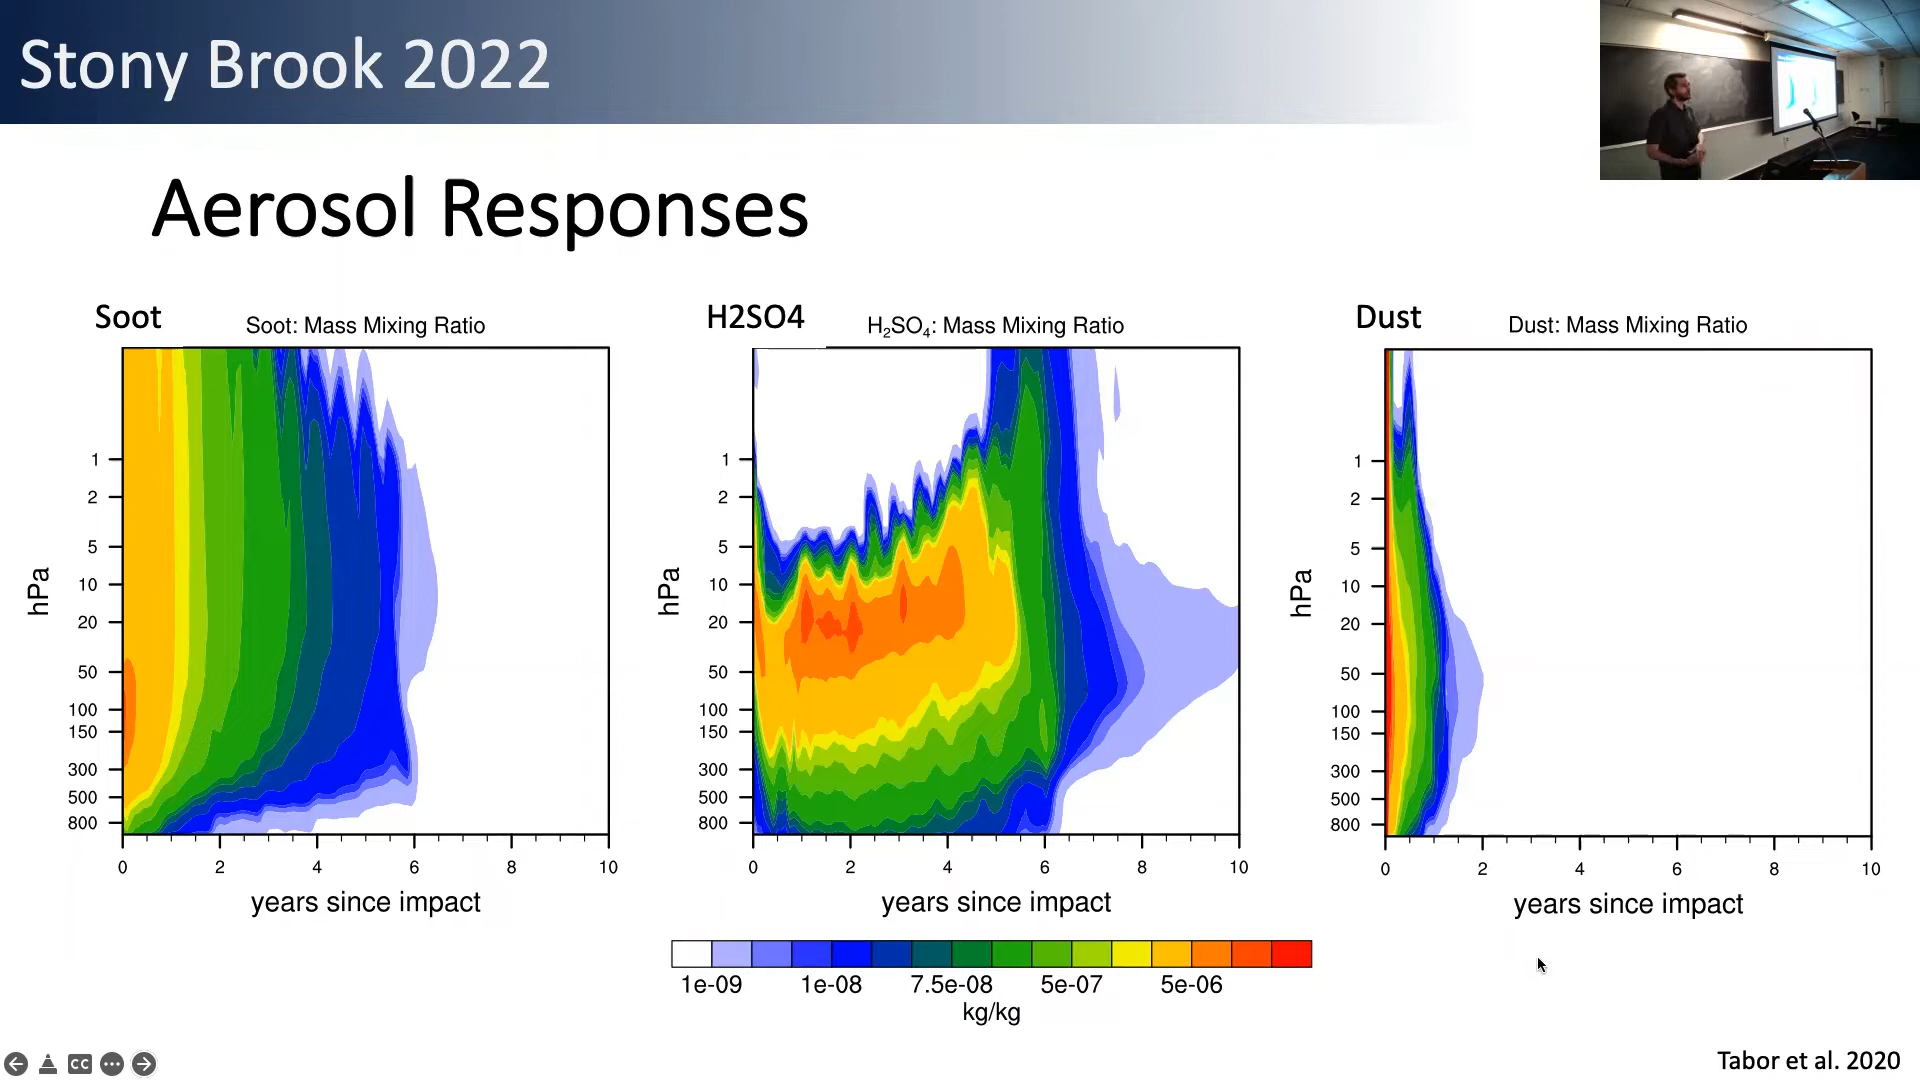 Stony Brook 2022
Aerosol Responses
Soot
Soot: Mass Mixing Ratio
1
2
5
10
20
50
100
150
300
500
800
hPa
0 2 4 6 8 10
years since impact
H2SO4
H₂SO₄: Mass Mixing Ratio
1
2
5
10
20
50
100
150
300
500
800
hPa
0 2 4 6 8 10
years since impact
Dust
Dust: Mass Mixing Ratio
1
2
5
10
20
50
100
150
300
500
800
hPa
0 2 4 6 8 10
years since impact
1e-09 1e-08 7.5e-08 5e-07 5e-06
kg/kg
CC
Tabor et al. 2020